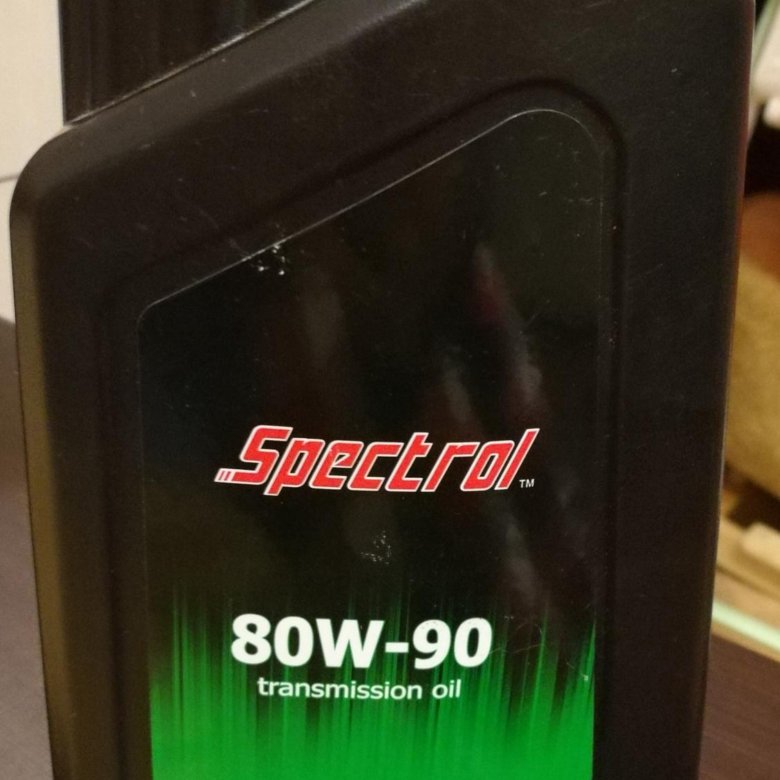 Spectrol™
80W-90
transmission oil